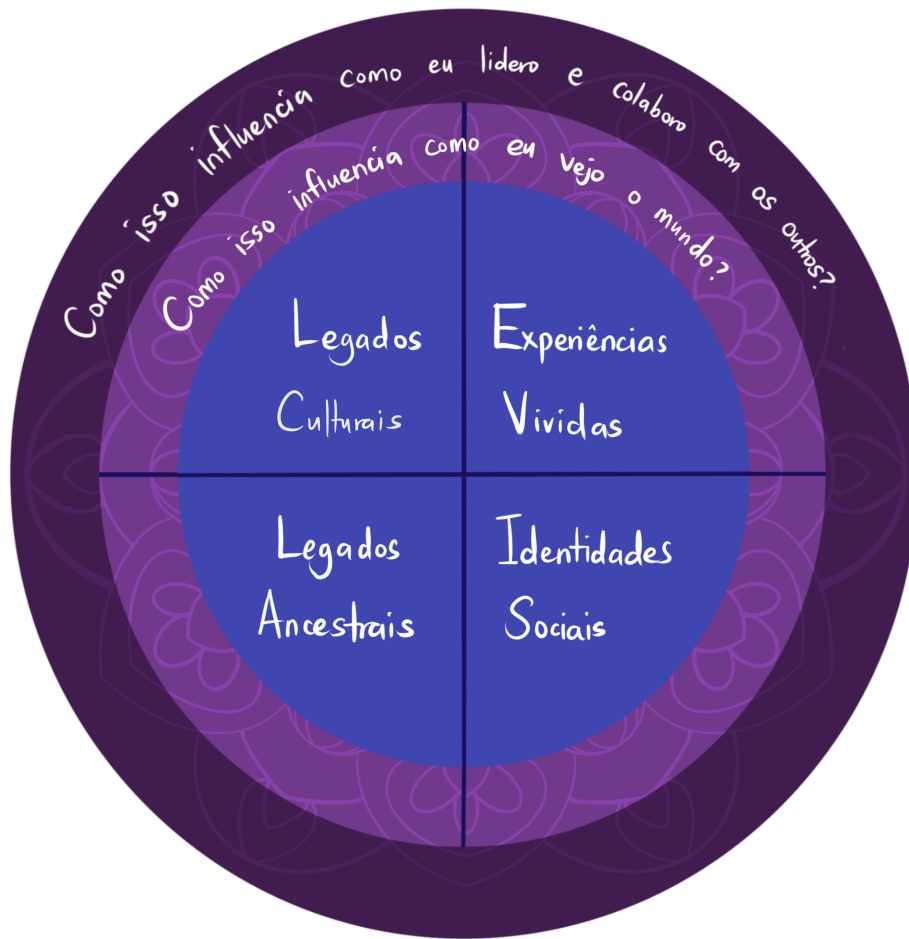 Como isso influencia como eu lidero e colaboro com os outros?
Como isso influencia como eu vejo o mundo?
Legados
Culturais
Experiências
Vividas
Legados
Ancestrais
Identidades
Sociais